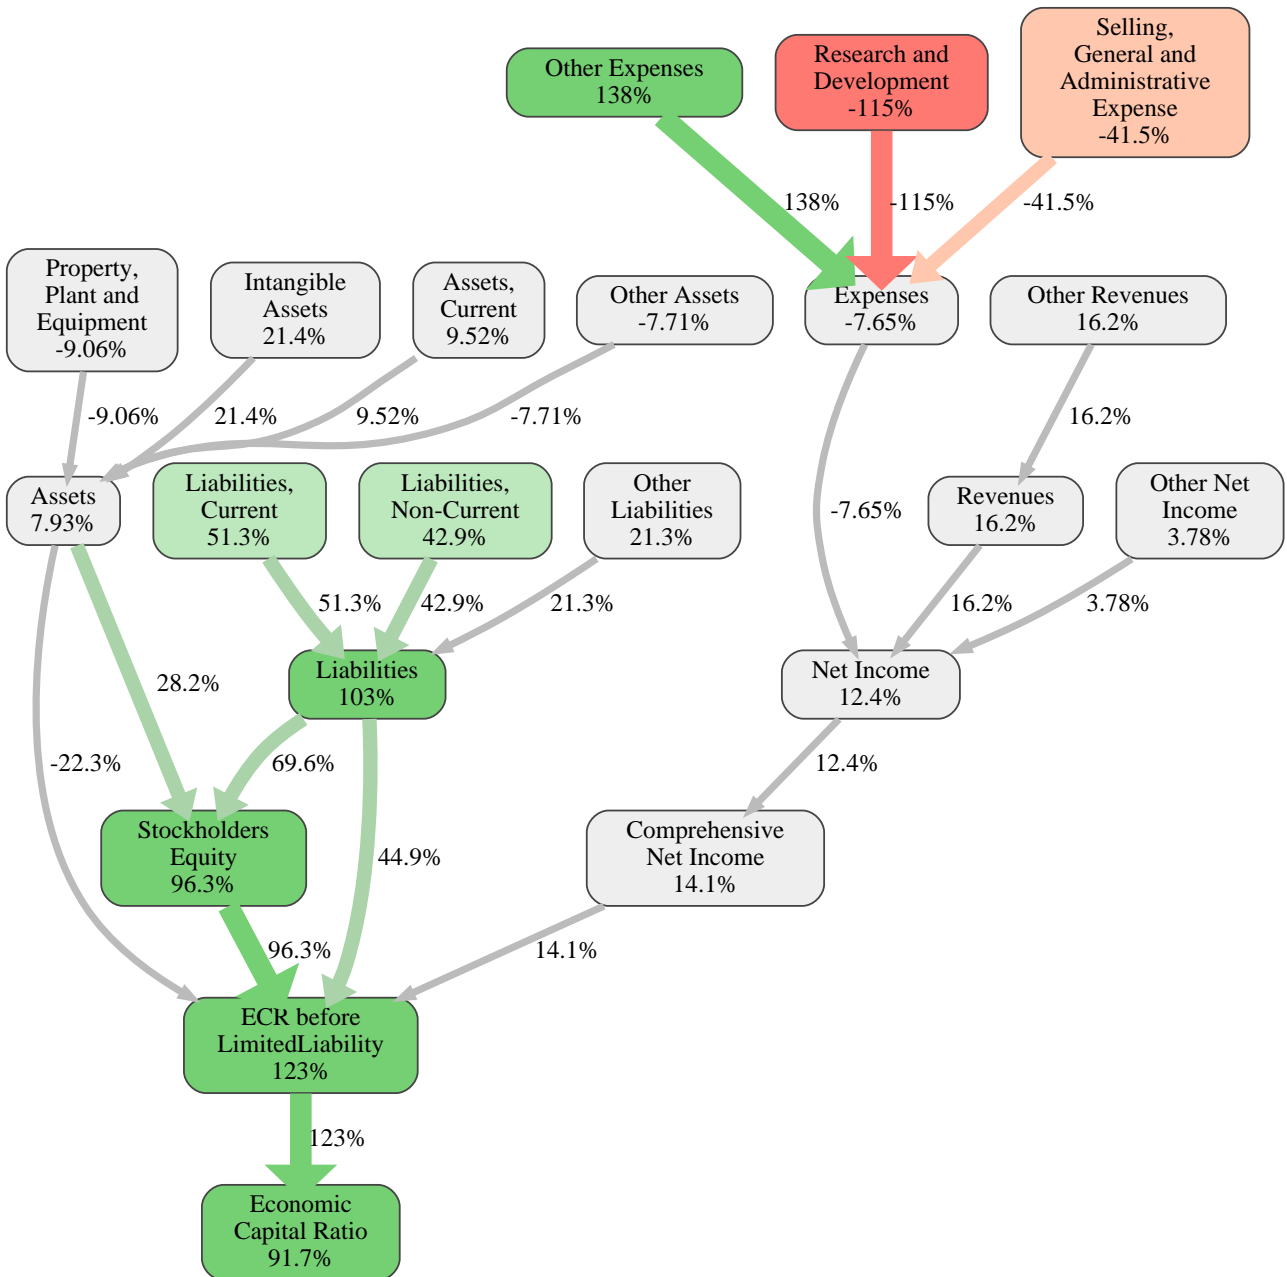 Selling,
General and
Administrative
Expense
-41.5%
Other Expenses
138%
Research and
Development
-115%
138%
-115%
-41.5%
Property,
Plant and
Equipment
-9.06%
Intangible
Assets
21.4%
Assets,
Current
9.52%
Other Assets
-7.71%
Expenses
-7.65%
Other Revenues
16.2%
-9.06%
21.4%
9.52%
-7.71%
16.2%
Assets
7.93%
Liabilities,
Current
51.3%
Liabilities,
Non-Current
42.9%
Other
Liabilities
21.3%
-7.65%
Revenues
16.2%
Other Net
Income
3.78%
51.3%
42.9%
21.3%
16.2%
3.78%
28.2%
Liabilities
103%
Net Income
12.4%
-22.3%
69.6%
12.4%
Stockholders
Equity
96.3%
44.9%
Comprehensive
Net Income
14.1%
96.3%
14.1%
ECR before
LimitedLiability
123%
123%
Economic
Capital Ratio
91.7%